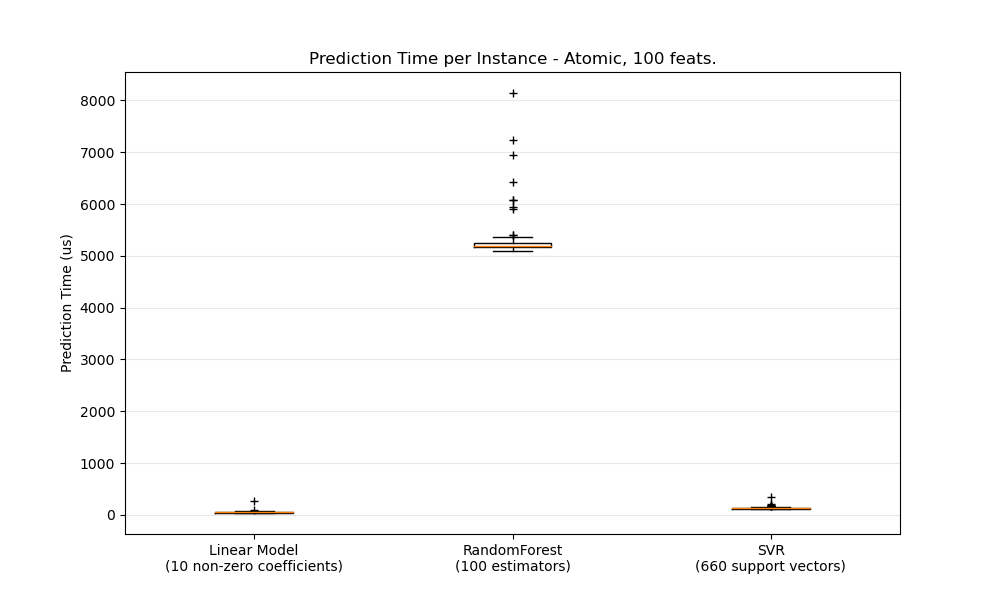 Prediction Time per Instance - Atomic, 100 feats.
Prediction Time (us)
8000
7000
6000
5000
4000
3000
2000
1000
0
Linear Model
(10 non-zero coefficients)
RandomForest
(100 estimators)
SVR
(660 support vectors)